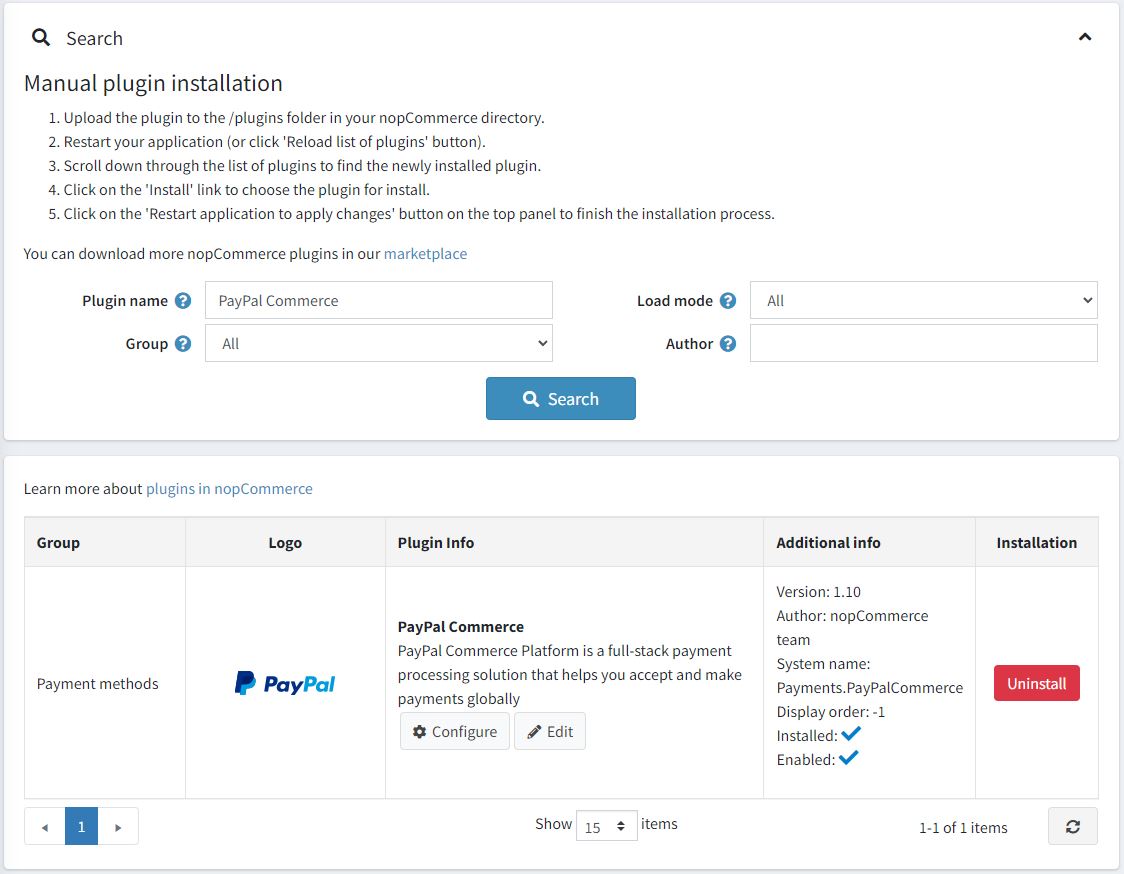 Search
Manual plugin installation
1. Upload the plugin to the /plugins folder in your nopCommerce directory.
2. Restart your application (or click 'Reload list of plugins' button).
3. Scroll down through the list of plugins to find the newly installed plugin.
4. Click on the 'Install' link to choose the plugin for install.
5. Click on the 'Restart application to apply changes' button on the top panel to finish the installation process.
You can download more nopCommerce plugins in our marketplace
Plugin name ? PayPal Commerce
Load mode ? All
Group ? All
Author ?
Search
Learn more about plugins in nopCommerce
Group Logo Plugin Info Additional info Installation
Payment methods
PayPal
PayPal Commerce
PayPal Commerce Platform is a full-stack payment
processing solution that helps you accept and make
payments globally
Configure Edit
Version: 1.10
Author: nopCommerce
team
System name:
Payments.PayPalCommerce
Display order: -1
Installed:
Enabled:
Uninstall
1
Show 15 items
1-1 of 1 items